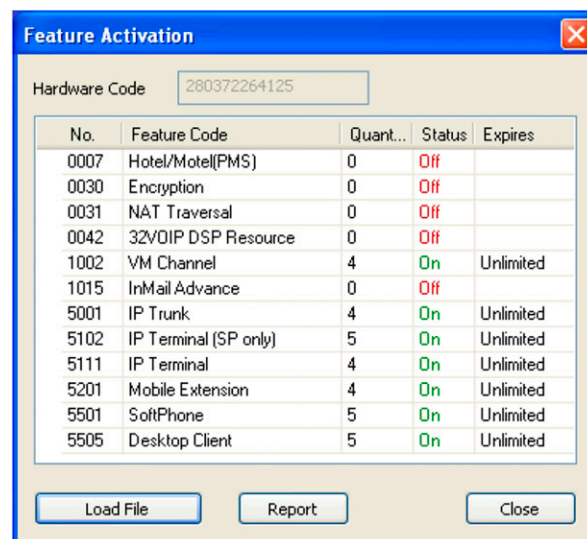 Feature Activation
Hardware Code 280372264125
No. Feature Code Quant... Status Expires
0007 Hotel/Motel(PMS) 0 Off
0030 Encryption 0 Off
0031 NAT Traversal 0 Off
0042 32VOIP DSP Resource 0 Off
1002 VM Channel 4 On Unlimited
1015 InMail Advance 0 Off
5001 IP Trunk 4 On Unlimited
5102 IP Terminal (SP only) 5 On Unlimited
5111 IP Terminal 4 On Unlimited
5201 Mobile Extension 4 On Unlimited
5501 SoftPhone 5 On Unlimited
5505 Desktop Client 5 On Unlimited
Load File Report Close